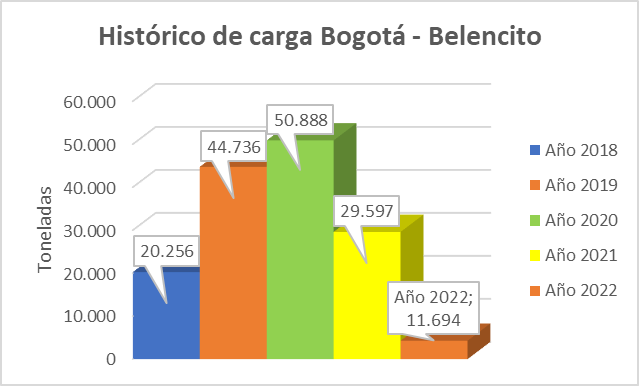 Histórico de carga Bogotá - Belencito
Toneladas
60.000
50.000
40.000
30.000
20.000
10.000
0
20.256
44.736
50.888
29.597
Año 2022;
11.694
Año 2018
Año 2019
Año 2020
Año 2021
Año 2022